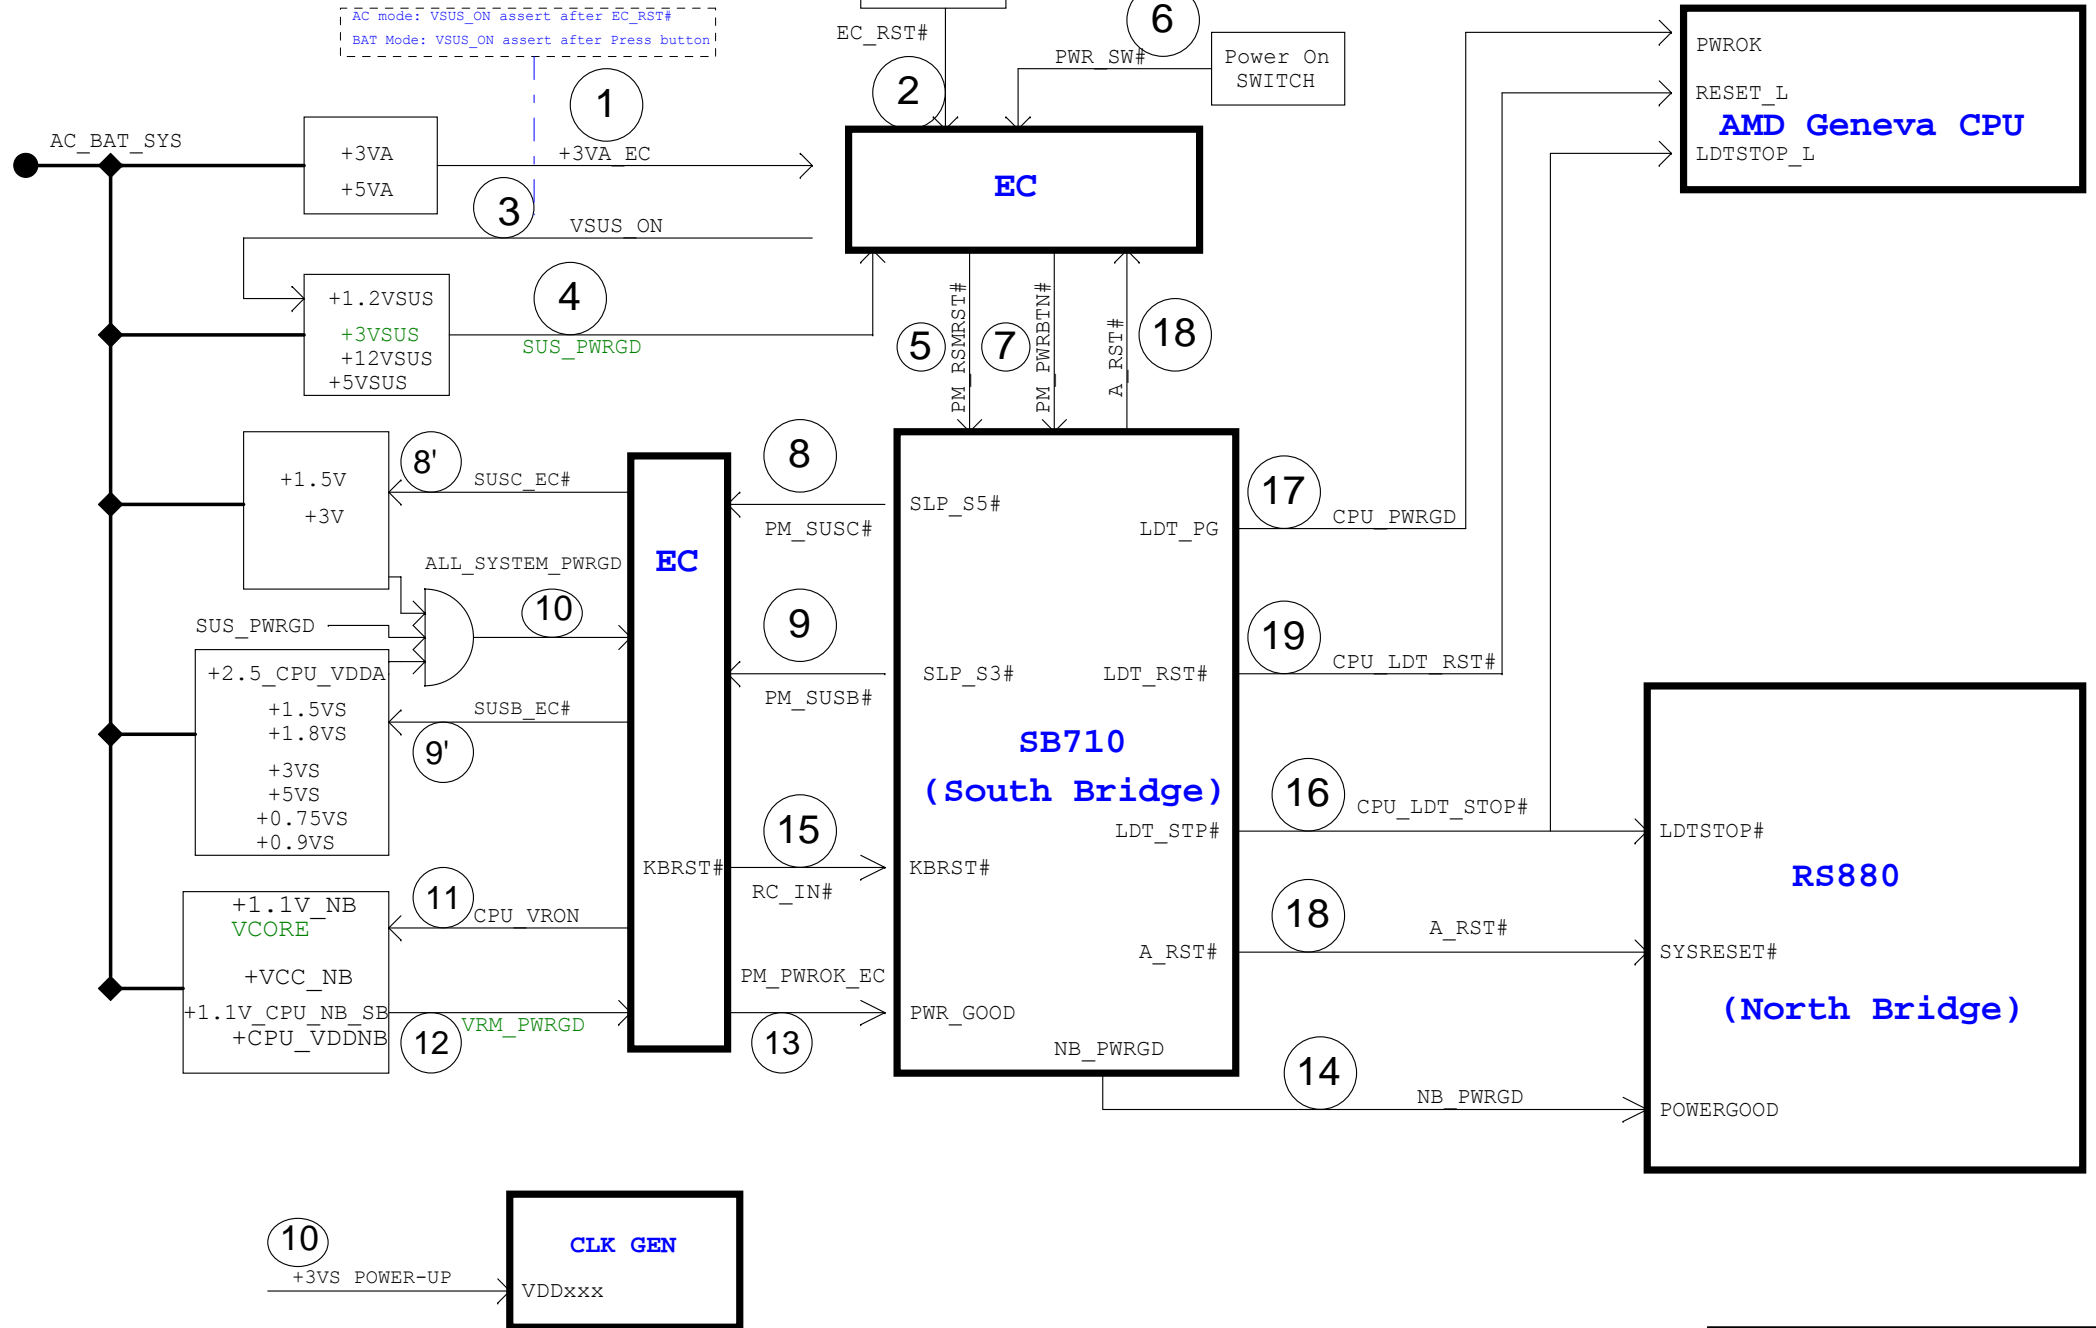 AC mode: VSUS_ON assert after EC_RST#
BAT Mode: VSUS_ON assert after Press button
EC_RST#
6
PWR_SW#
Power On
SWITCH
PWROK
RESET_L
AMD Geneva CPU
LDTSTOP_L
1
2
AC_BAT_SYS
+3VA
+5VA
+3VA_EC
EC
3
VSUS_ON
+1.2VSUS
+3VSUS
+12VSUS
+5VSUS
4
SUS_PWRGD
5
PM_RSMRST#
7
PM_PWRBTN#
A_RST#
18
+1.5V
+3V
8'
SUSC_EC#
8
PM_SUSC#
SLP_S5#
17
LDT_PG
CPU_PWRGD
ALL_SYSTEM_PWRGD
EC
10
SUS_PWRGD
9
PM_SUSB#
SLP_S3#
19
LDT_RST#
CPU_LDT_RST#
+2.5_CPU_VDDA
+1.5VS
+1.8VS
+3VS
+5VS
+0.75VS
+0.9VS
SUSB_EC#
9'
SB710
(South Bridge)
16
CPU_LDT_STOP#
LDT_STP#
LDTSTOP#
15
KBRST#
RC_IN#
KBRST#
RS880
(North Bridge)
11
CPU_VRON
+1.1V_NB
VCORE
+VCC_NB
+1.1V_CPU_NB_SB
+CPU_VDDNB
18
A_RST#
A_RST#
SYSRESET#
12
VRM_PWRGD
PM_PWROK_EC
13
PWR_GOOD
NB_PWRGD
14
NB_PWRGD
POWERGOOD
10
+3VS POWER-UP
CLK GEN
VDDxxx